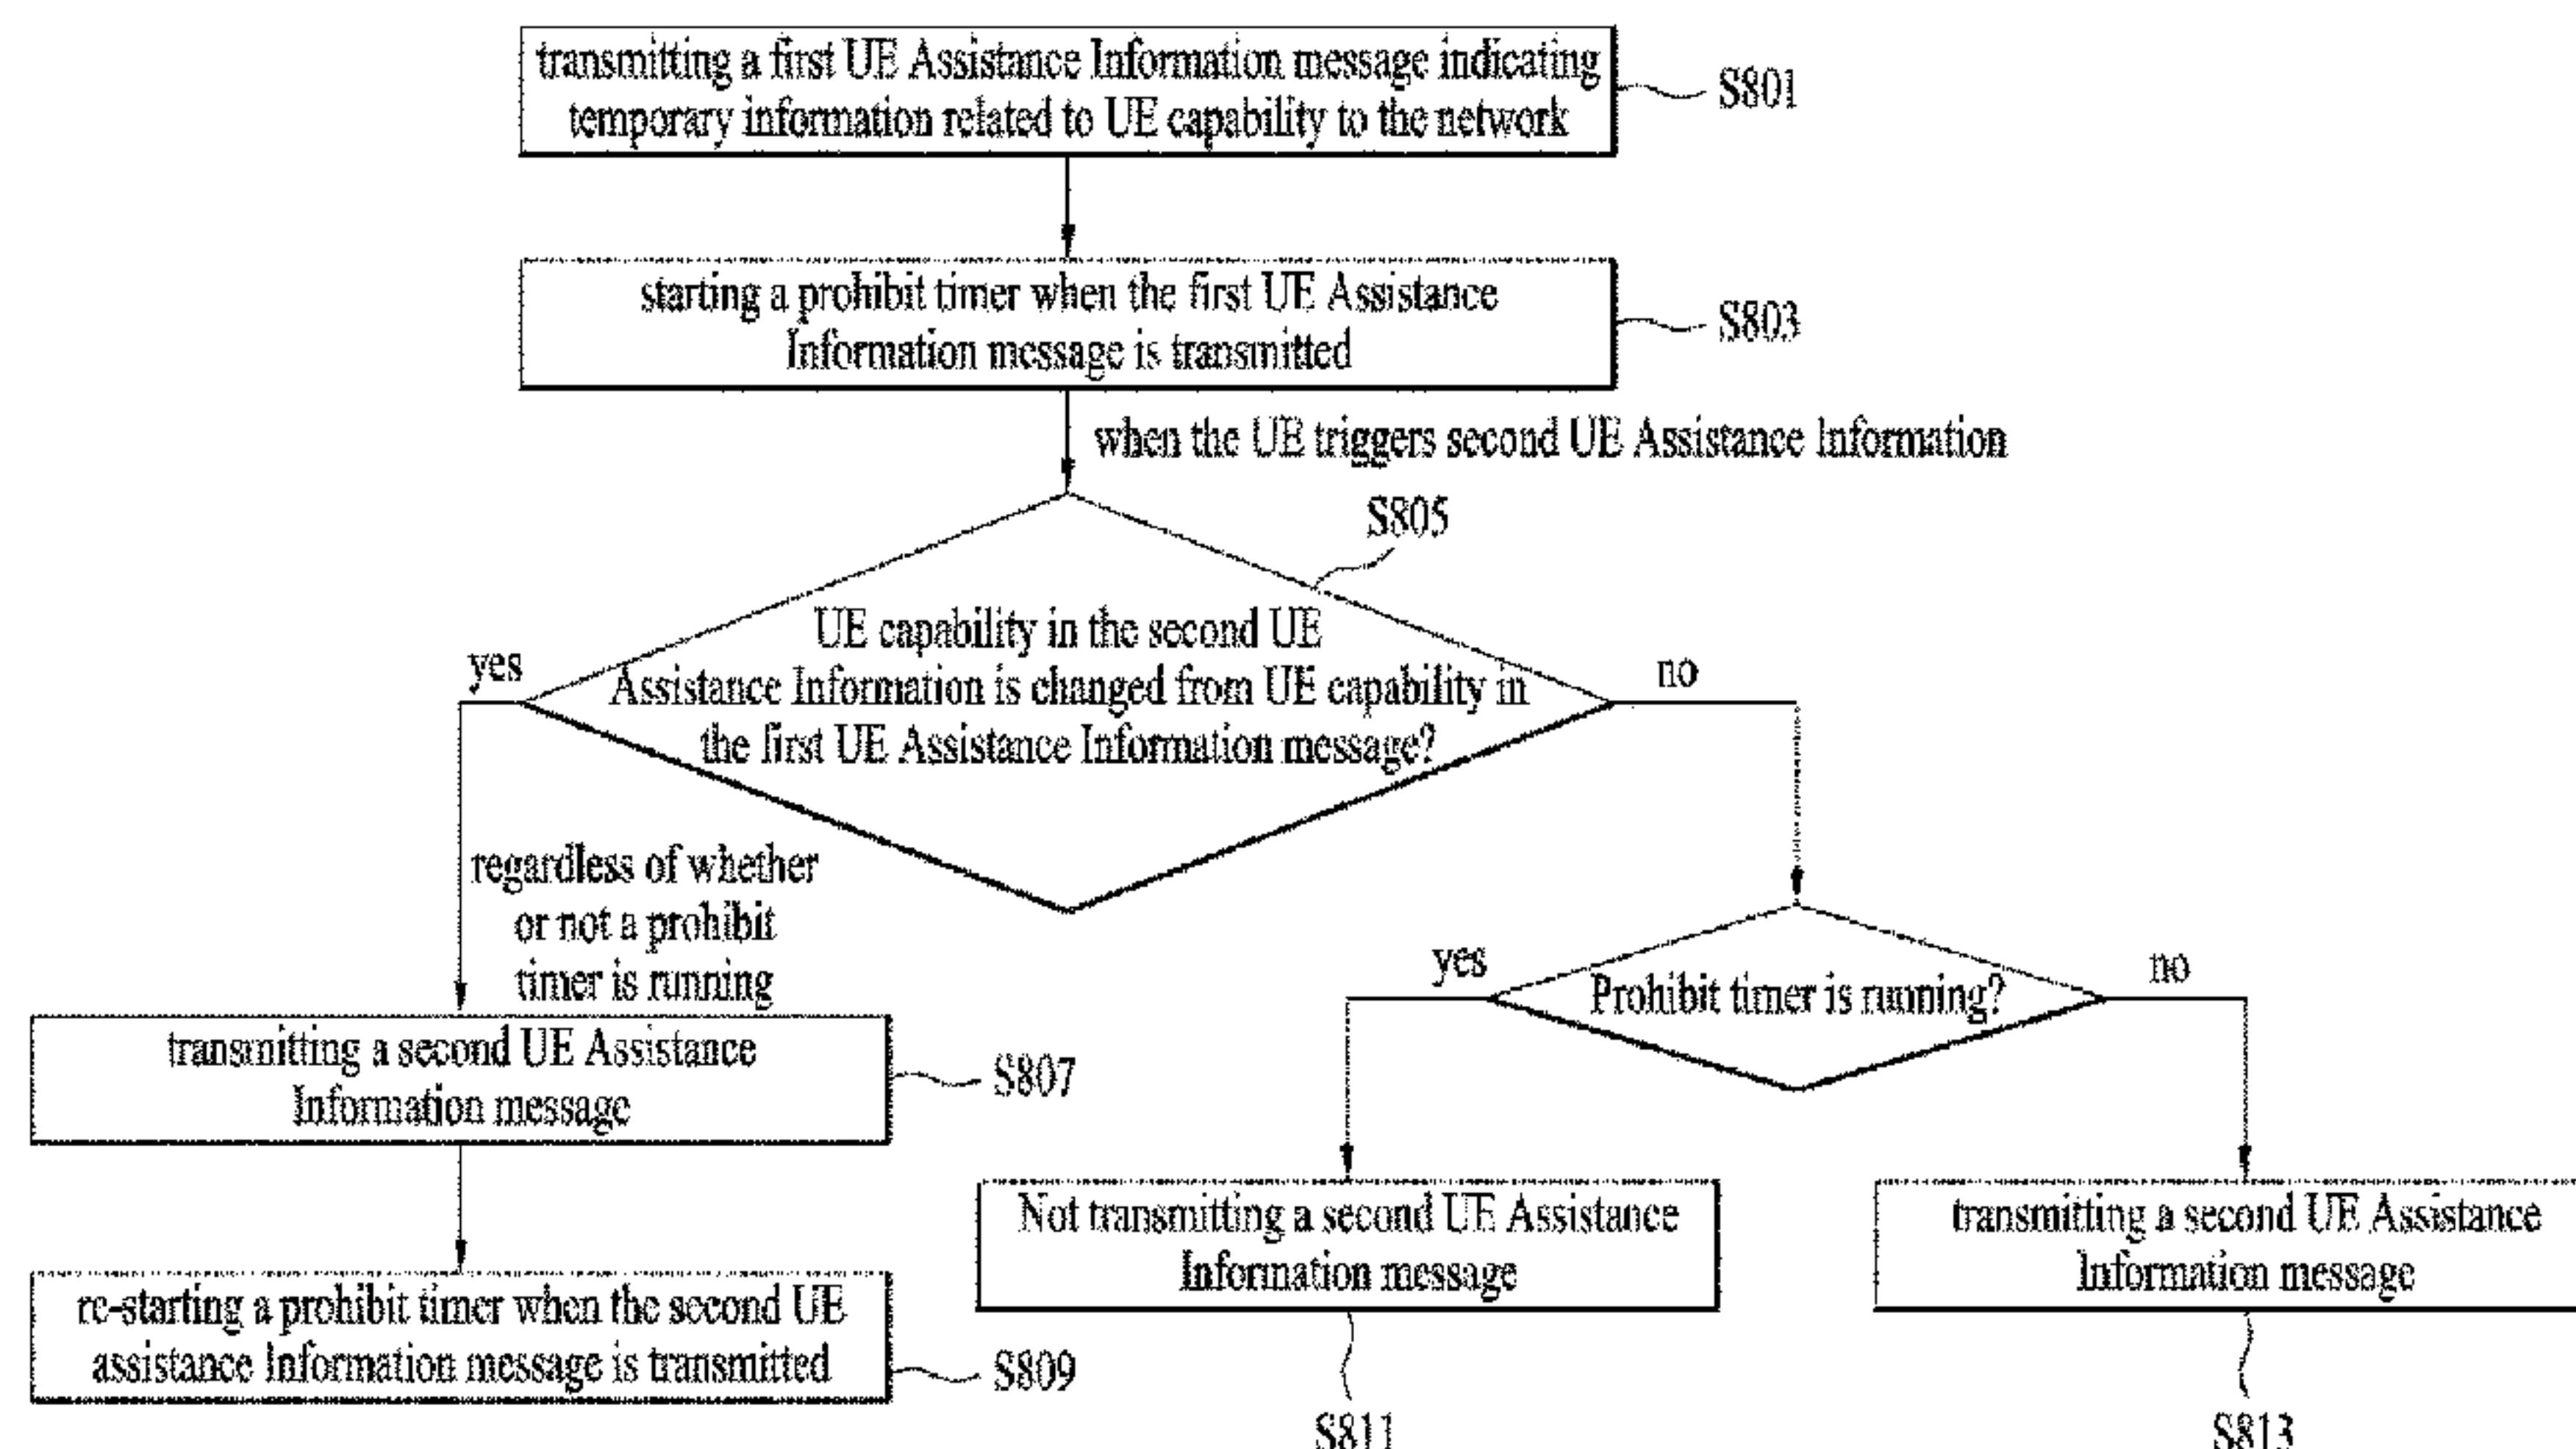 transmitting a first UE Assistance Information message indicating
temporary information related to UE capability to the network
S801
starting a prohibit timer when the first UE Assistance
Information message is transmitted
S803
when the UE triggers second UE Assistance Information
S805
UE capability in the second UE
Assistance Information is changed from UE capability in
the first UE Assistance Information message?
yes
no
regardless of whether
or not a prohibit
timer is running
Prohibit timer is running?
yes
no
transmitting a second UE Assistance
Information message
S807
Not transmitting a second UE Assistance
Information message
transmitting a second UE Assistance
Information message
re-starting a prohibit timer when the second UE
assistance Information message is transmitted
S809
S811
S813